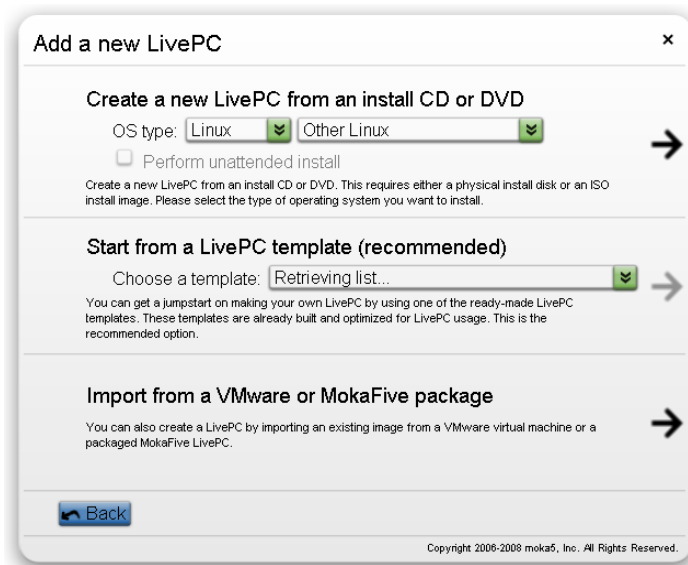 Add a new LivePC
Create a new LivePC from an install CD or DVD
OS type: Linux Other Linux
Perform unattended install
Create a new LivePC from an install CD or DVD. This requires either a physical install disk or an ISO
install image. Please select the type of operating system you want to install.
Start from a LivePC template (recommended)
Choose a template: Retrieving list...
You can get a jumpstart on making your own LivePC by using one of the ready-made LivePC
templates. These templates are already built and optimized for LivePC usage. This is the
recommended option.
Import from a VMware or MokaFive package
You can also create a LivePC by importing an existing image from a VMware virtual machine or a
packaged MokaFive LivePC.
Back
Copyright 2006-2008 moka5, Inc. All Rights Reserved.